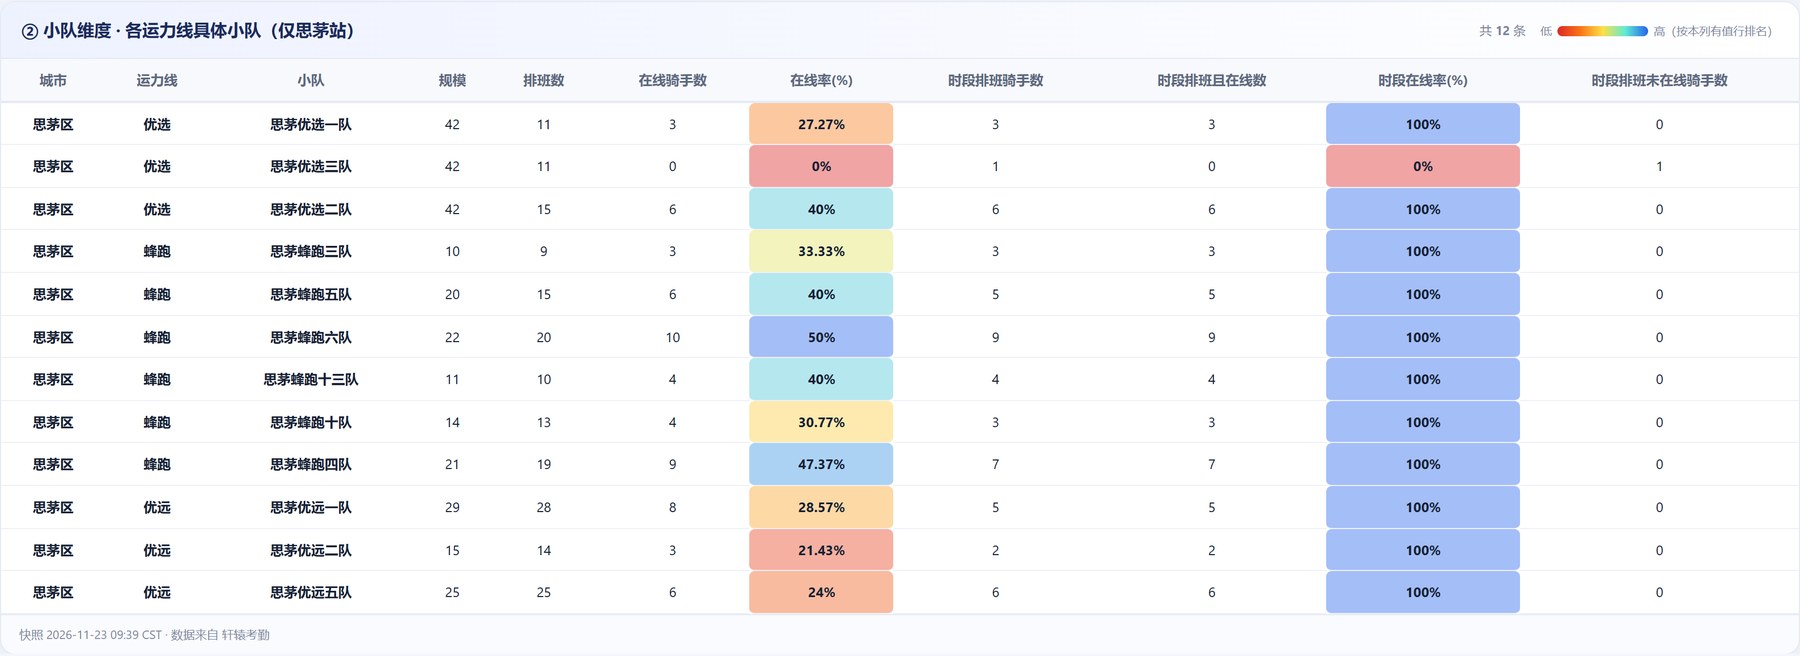 ② 小队维度 · 各运力线具体小队（仅思茅站） 共 12 条 低 高 (按本列有值行排名)
城市 运力线 小队 规模 排班数 在线骑手数 在线率(%) 时段排班骑手数 时段排班且在线数 时段在线率(%) 时段排班未在线骑手数
思茅区 优选 思茅优选一队 42 11 3 27.27% 3 3 100% 0
思茅区 优选 思茅优选三队 42 11 0 0% 1 0 0% 1
思茅区 优选 思茅优选二队 42 15 6 40% 6 6 100% 0
思茅区 蜂跑 思茅蜂跑三队 10 9 3 33.33% 3 3 100% 0
思茅区 蜂跑 思茅蜂跑五队 20 15 6 40% 5 5 100% 0
思茅区 蜂跑 思茅蜂跑六队 22 20 10 50% 9 9 100% 0
思茅区 蜂跑 思茅蜂跑十三队 11 10 4 40% 4 4 100% 0
思茅区 蜂跑 思茅蜂跑十队 14 13 4 30.77% 3 3 100% 0
思茅区 蜂跑 思茅蜂跑四队 21 19 9 47.37% 7 7 100% 0
思茅区 优远 思茅优远一队 29 28 8 28.57% 5 5 100% 0
思茅区 优远 思茅优远二队 15 14 3 21.43% 2 2 100% 0
思茅区 优远 思茅优远五队 25 25 6 24% 6 6 100% 0
快照 2026-11-23 09:39 CST · 数据来自 轩辕考勤